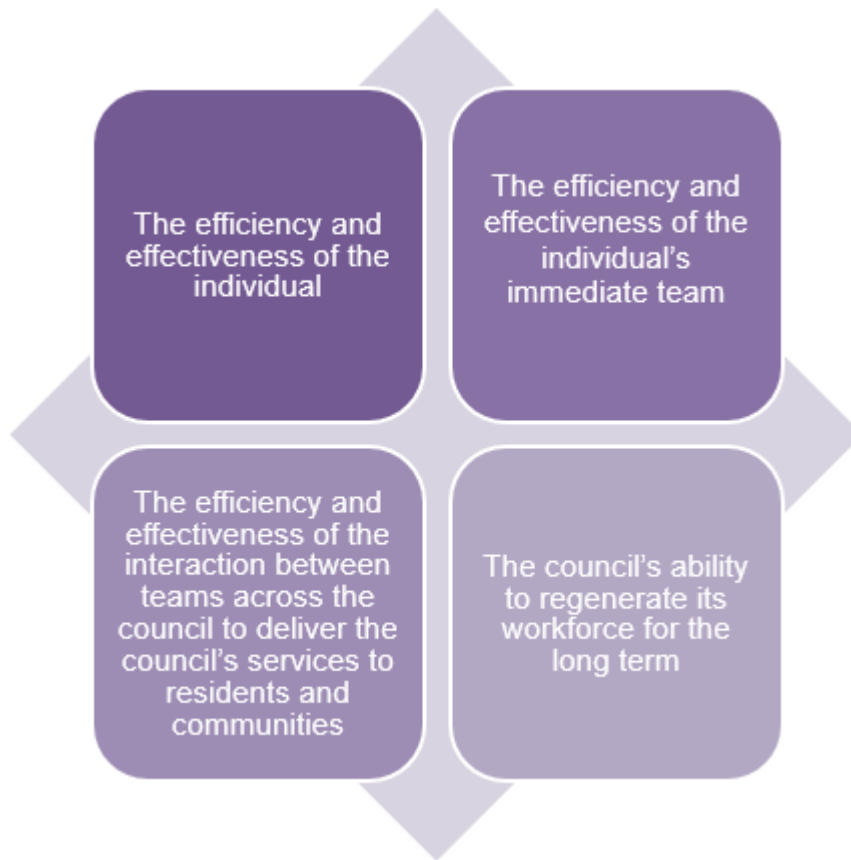 The efficiency and
effectiveness of the
individual
The efficiency and
effectiveness of the
individual’s
immediate team
The efficiency and
effectiveness of the
interaction between
teams across the
council to deliver the
council’s services to
residents and
communities
The council’s ability
to regenerate its
workforce for the
long term